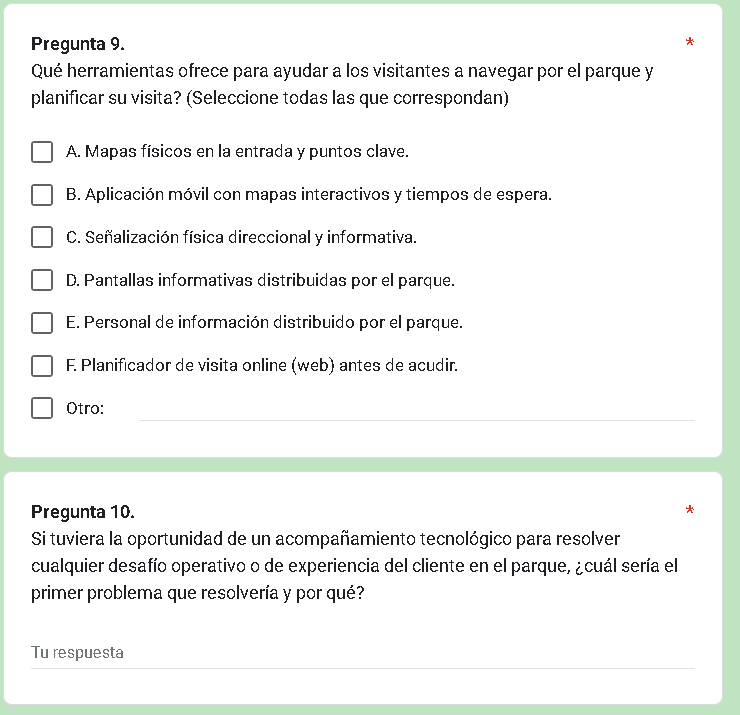 Pregunta 9. *
Qué herramientas ofrece para ayudar a los visitantes a navegar por el parque y
planificar su visita? (Seleccione todas las que correspondan)
A. Mapas físicos en la entrada y puntos clave.
B. Aplicación móvil con mapas interactivos y tiempos de espera.
C. Señalización física direccional y informativa.
D. Pantallas informativas distribuidas por el parque.
E. Personal de información distribuido por el parque.
F. Planificador de visita online (web) antes de acudir.
Otro:
Pregunta 10. *
Si tuviera la oportunidad de un acompañamiento tecnológico para resolver
cualquier desafío operativo o de experiencia del cliente en el parque, ¿cuál sería el
primer problema que resolvería y por qué?
Tu respuesta